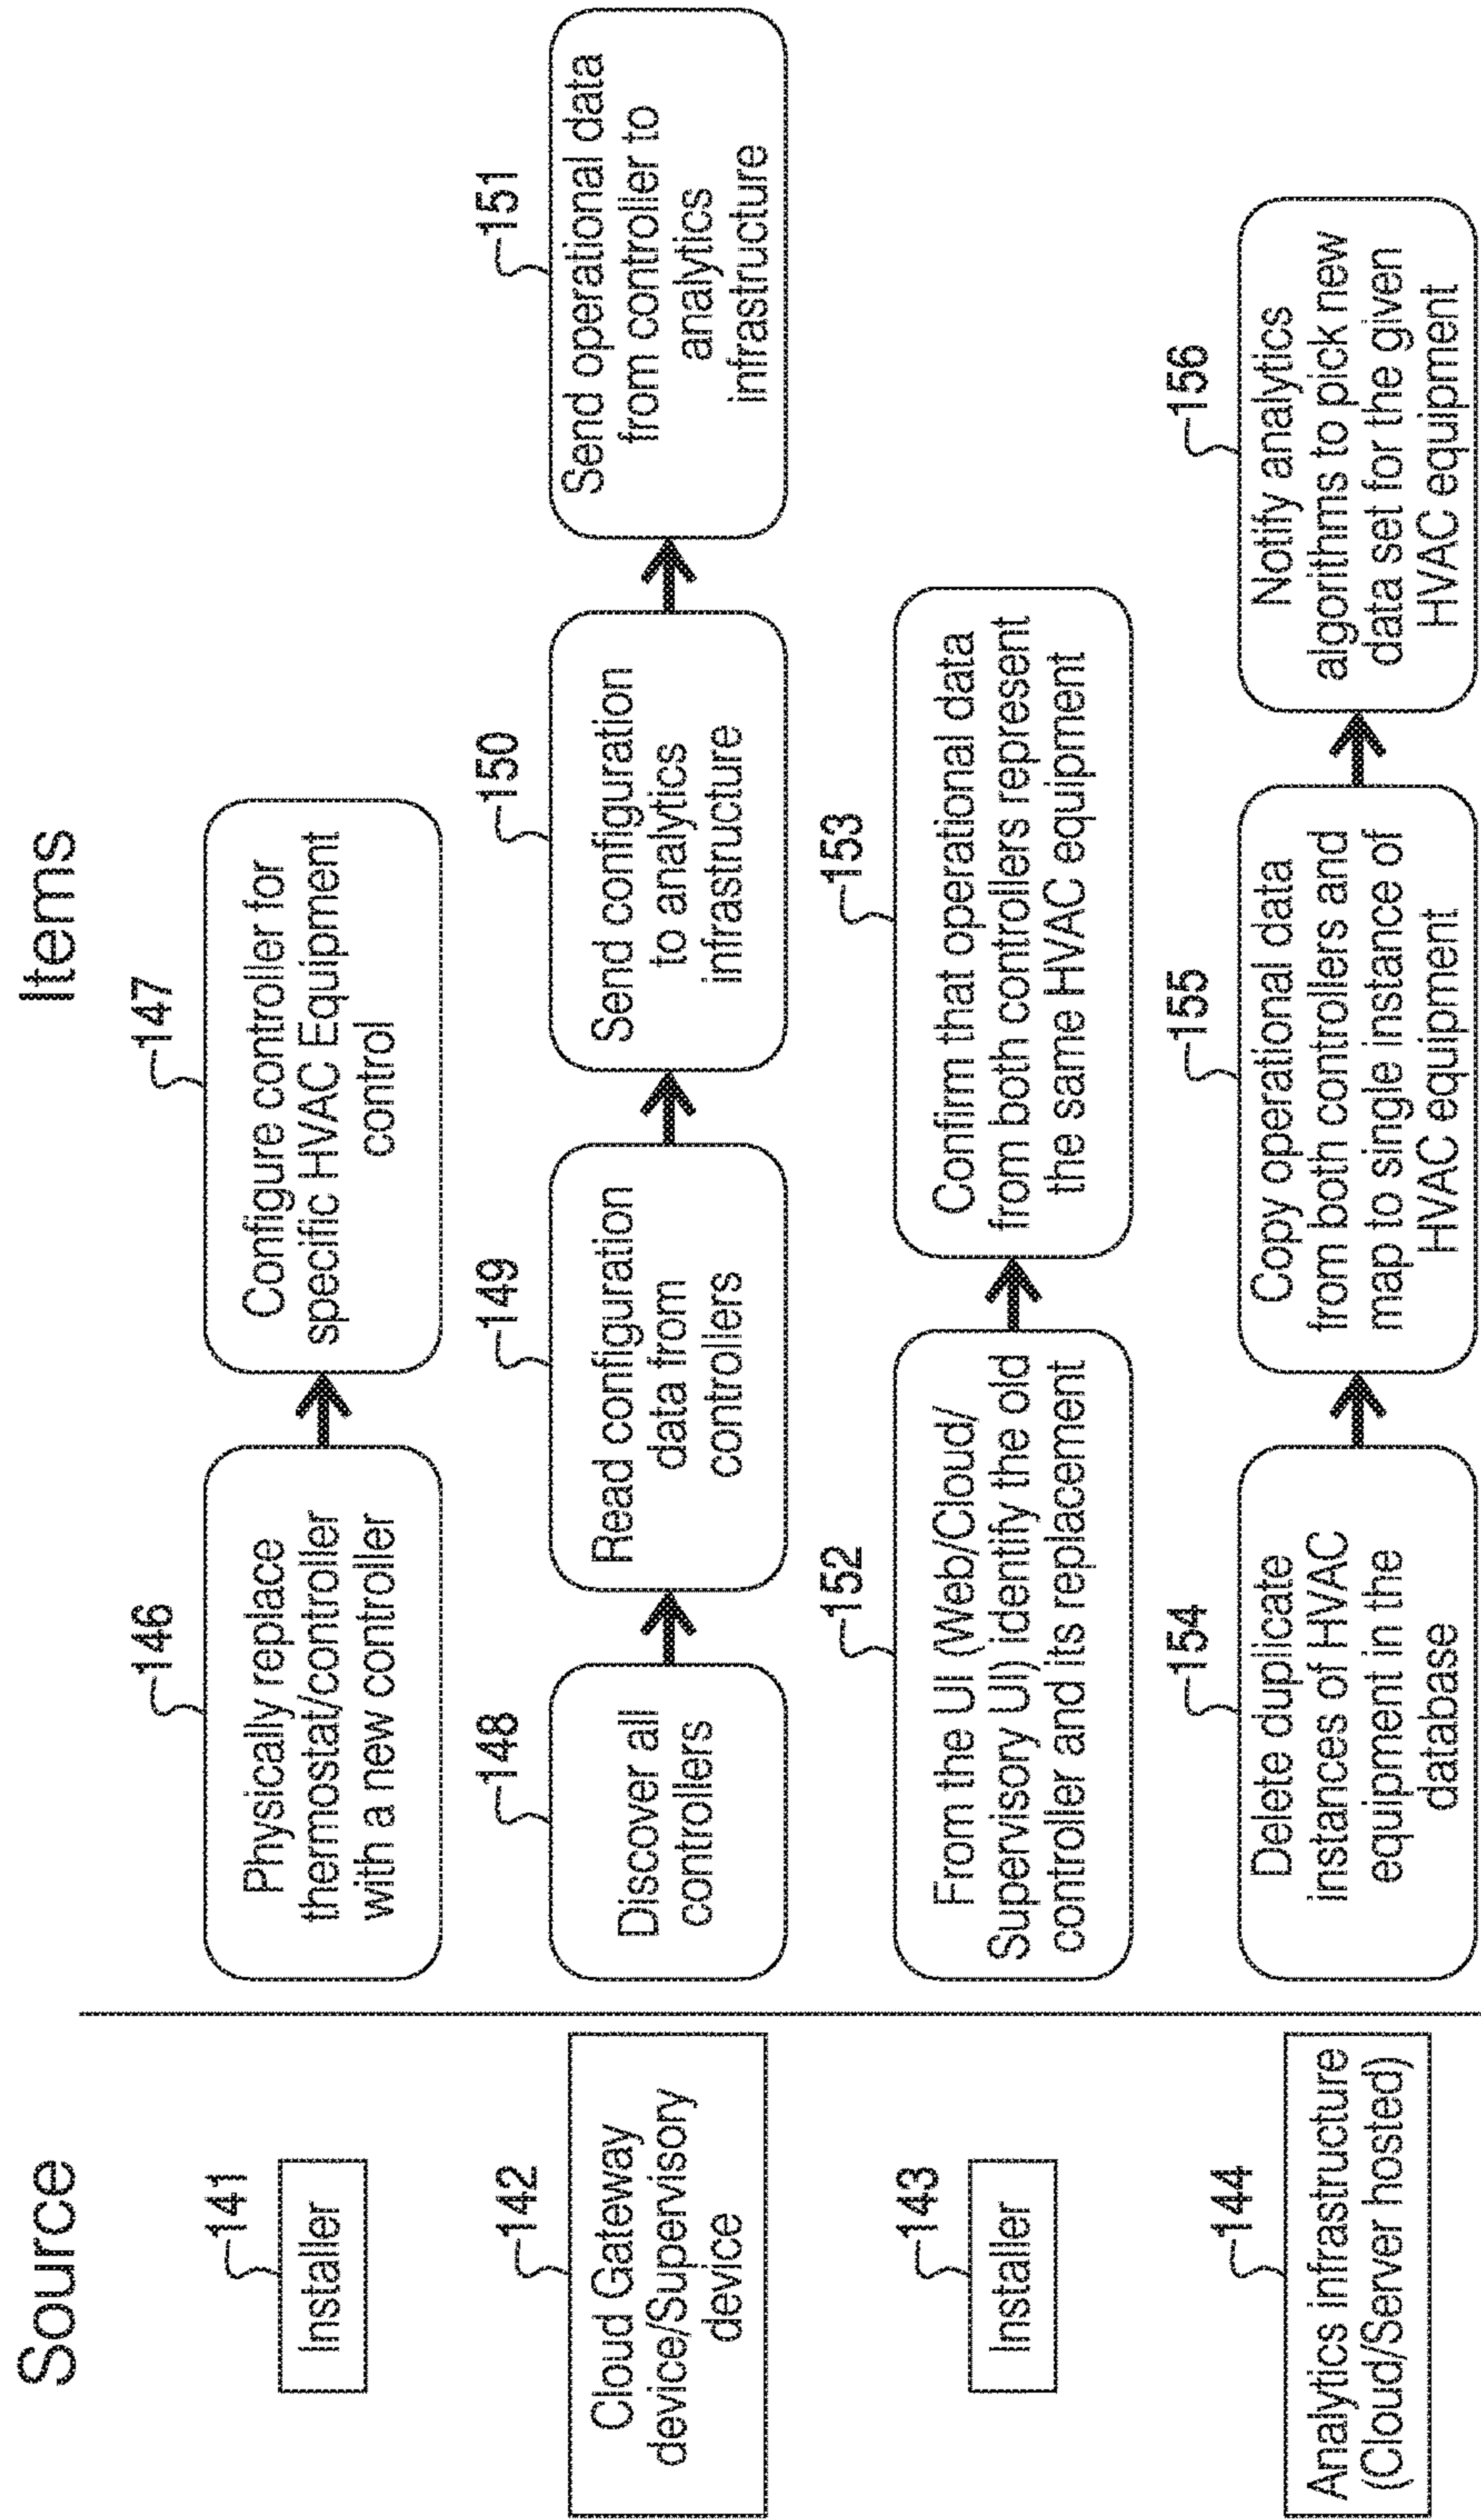 Source
Items
141
Installer
146
Physically replace
thermostat/controller
with a new controller
147
Configure controller for
specific HVAC Equipment
control
142
Cloud Gateway
device/Supervisory
device
148
Discover all
controllers
149
Read configuration
data from
controllers
150
Send configuration
to analytics
infrastructure
151
Send operational data
from controller to
analytics
infrastructure
143
Installer
152
From the UI (Web/Cloud/
Supervisory UI) identify the old
controller and its replacement
153
Confirm that operational data
from both controllers represent
the same HVAC equipment
144
Analytics infrastructure
(Cloud/Server hosted)
154
Delete duplicate
instances of HVAC
equipment in the
database
155
Copy operational data
from both controllers and
map to single instance of
HVAC equipment
156
Notify analytics
algorithms to pick new
data set for the given
HVAC equipment